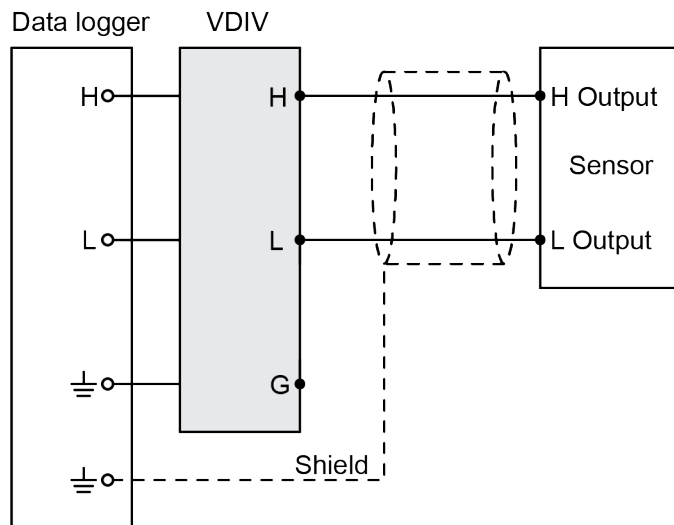 Data logger
VDIV
H
H
H Output
Sensor
L
L
L Output
G
Shield